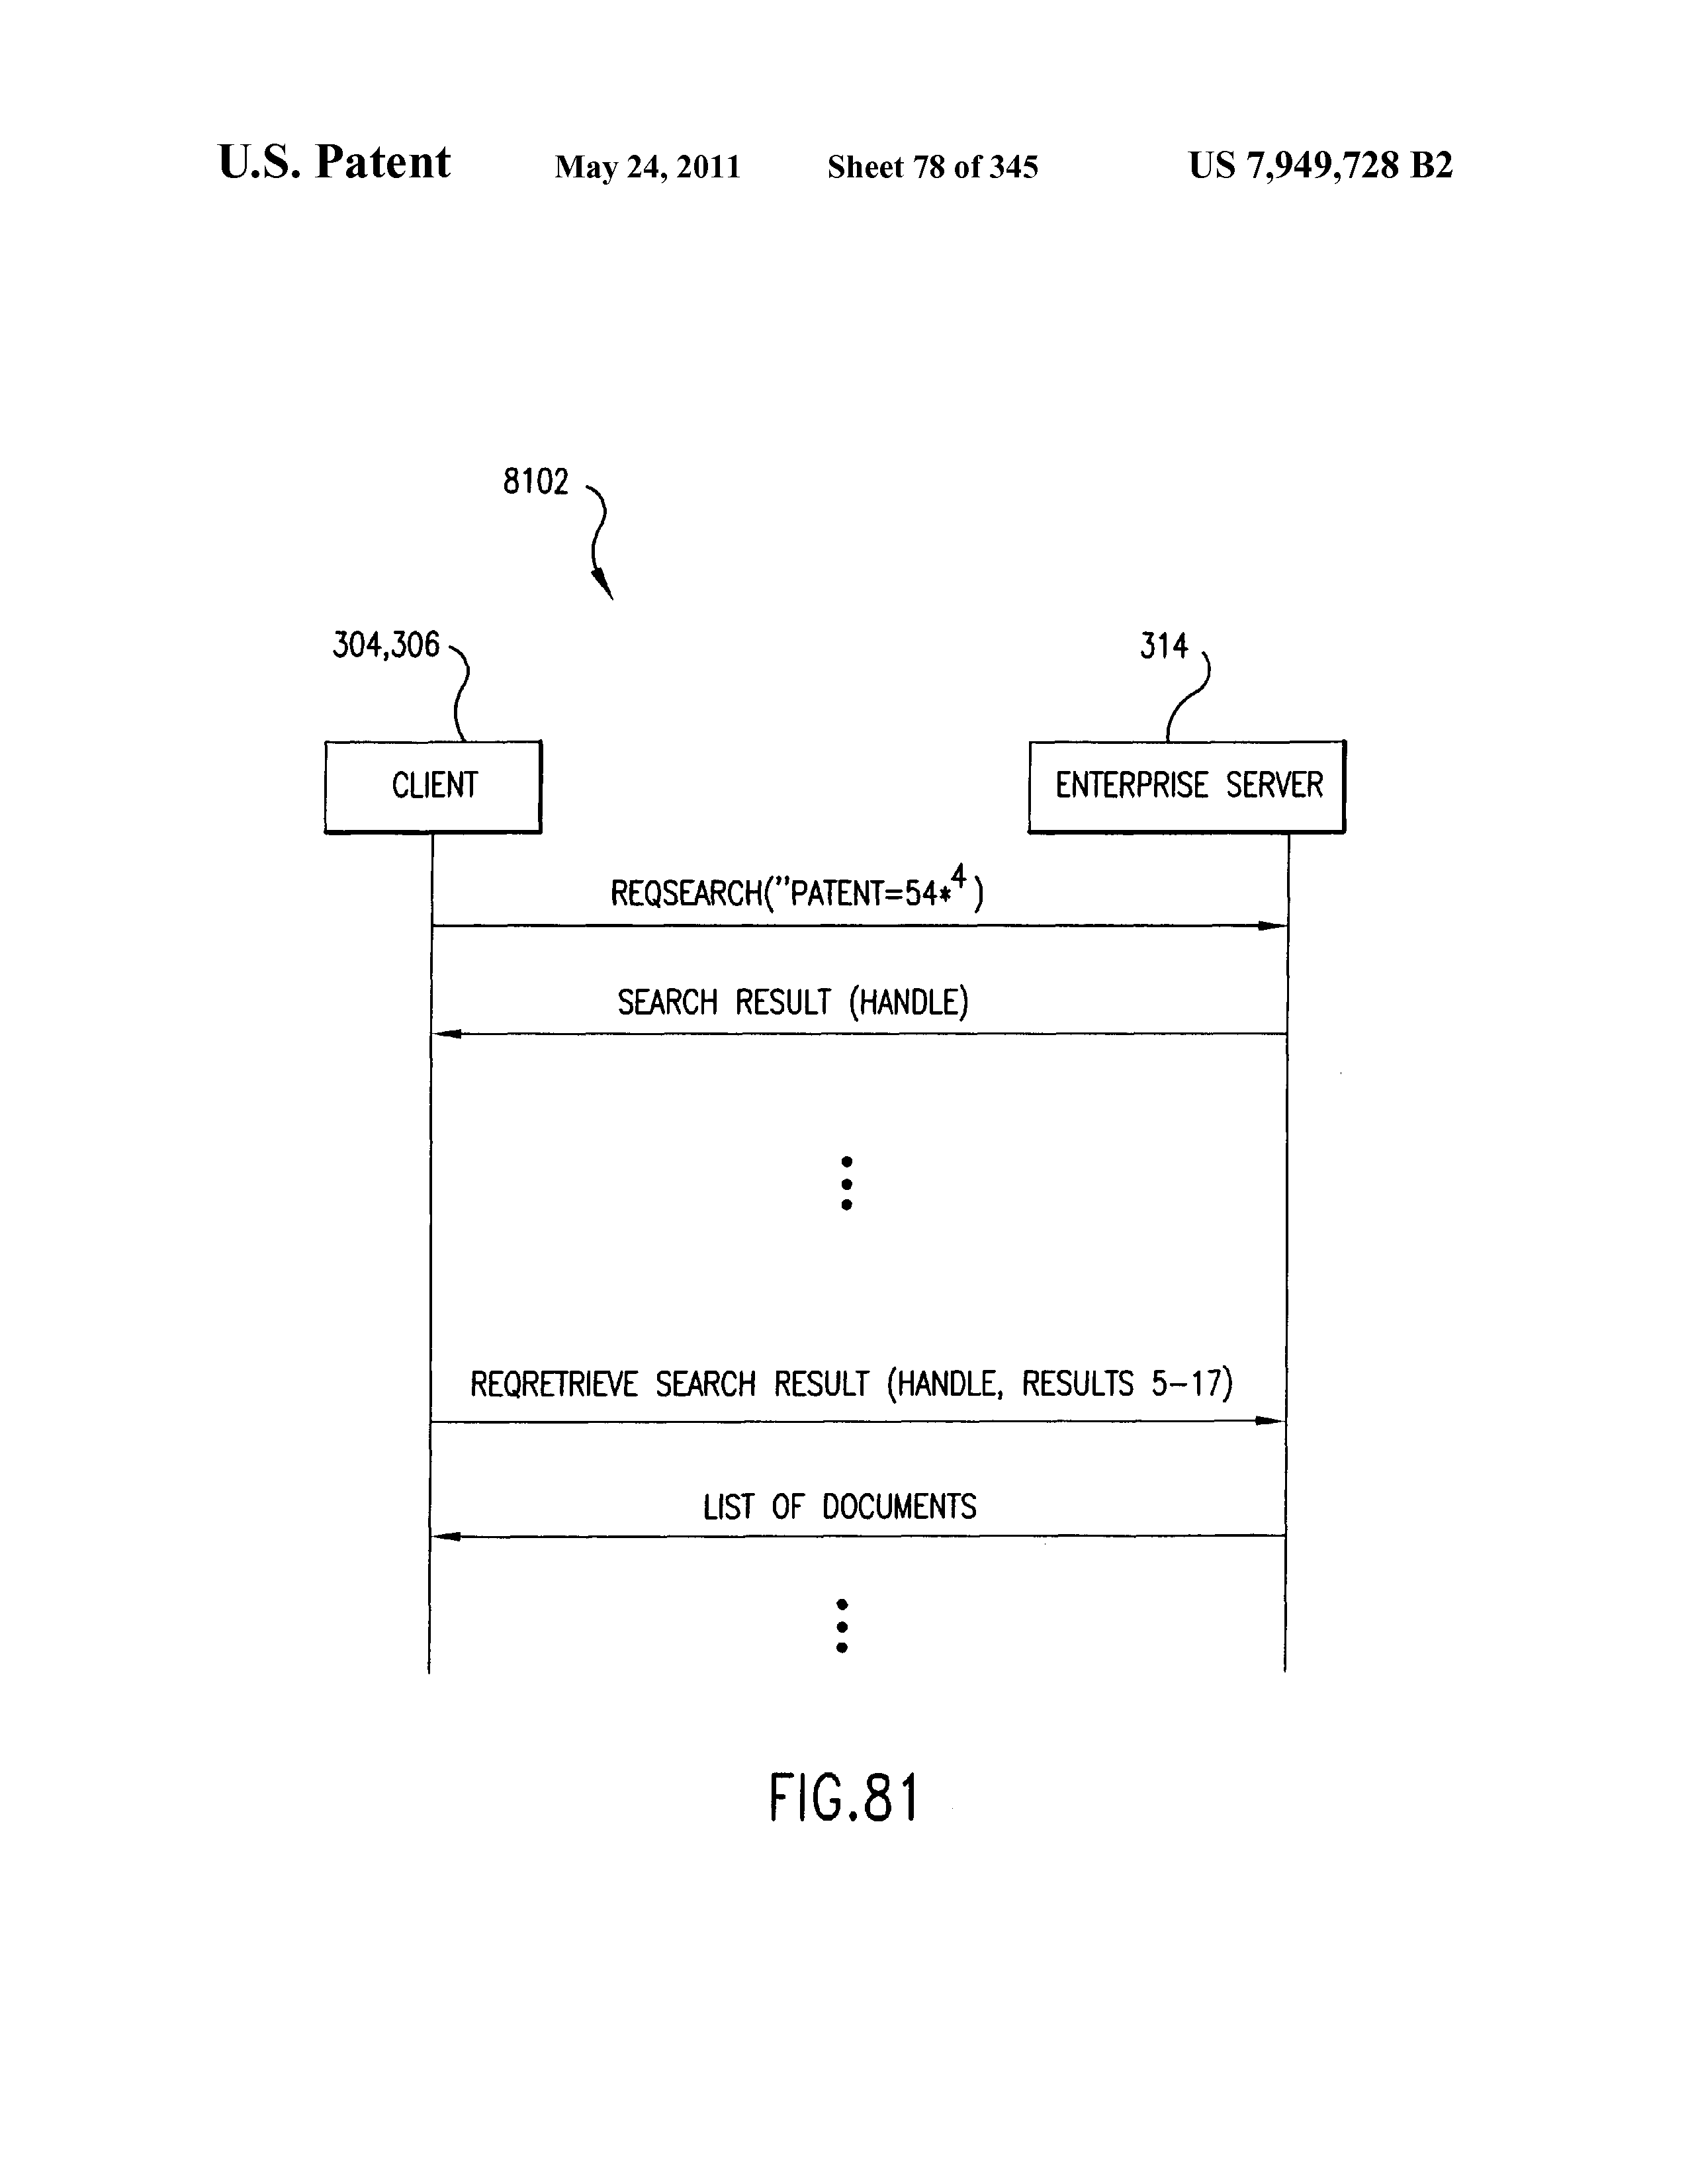 U.S. Patent May 24, 2011 Sheet 78 of 345 US 7,949,728 B2
8102
304,306 314
CLIENT ENTERPRISE SERVER
REQSEARCH("PATENT=54*4)
SEARCH RESULT (HANDLE)
REQRETRIEVE SEARCH RESULT (HANDLE, RESULTS 5-17)
LIST OF DOCUMENTS
FIG.81